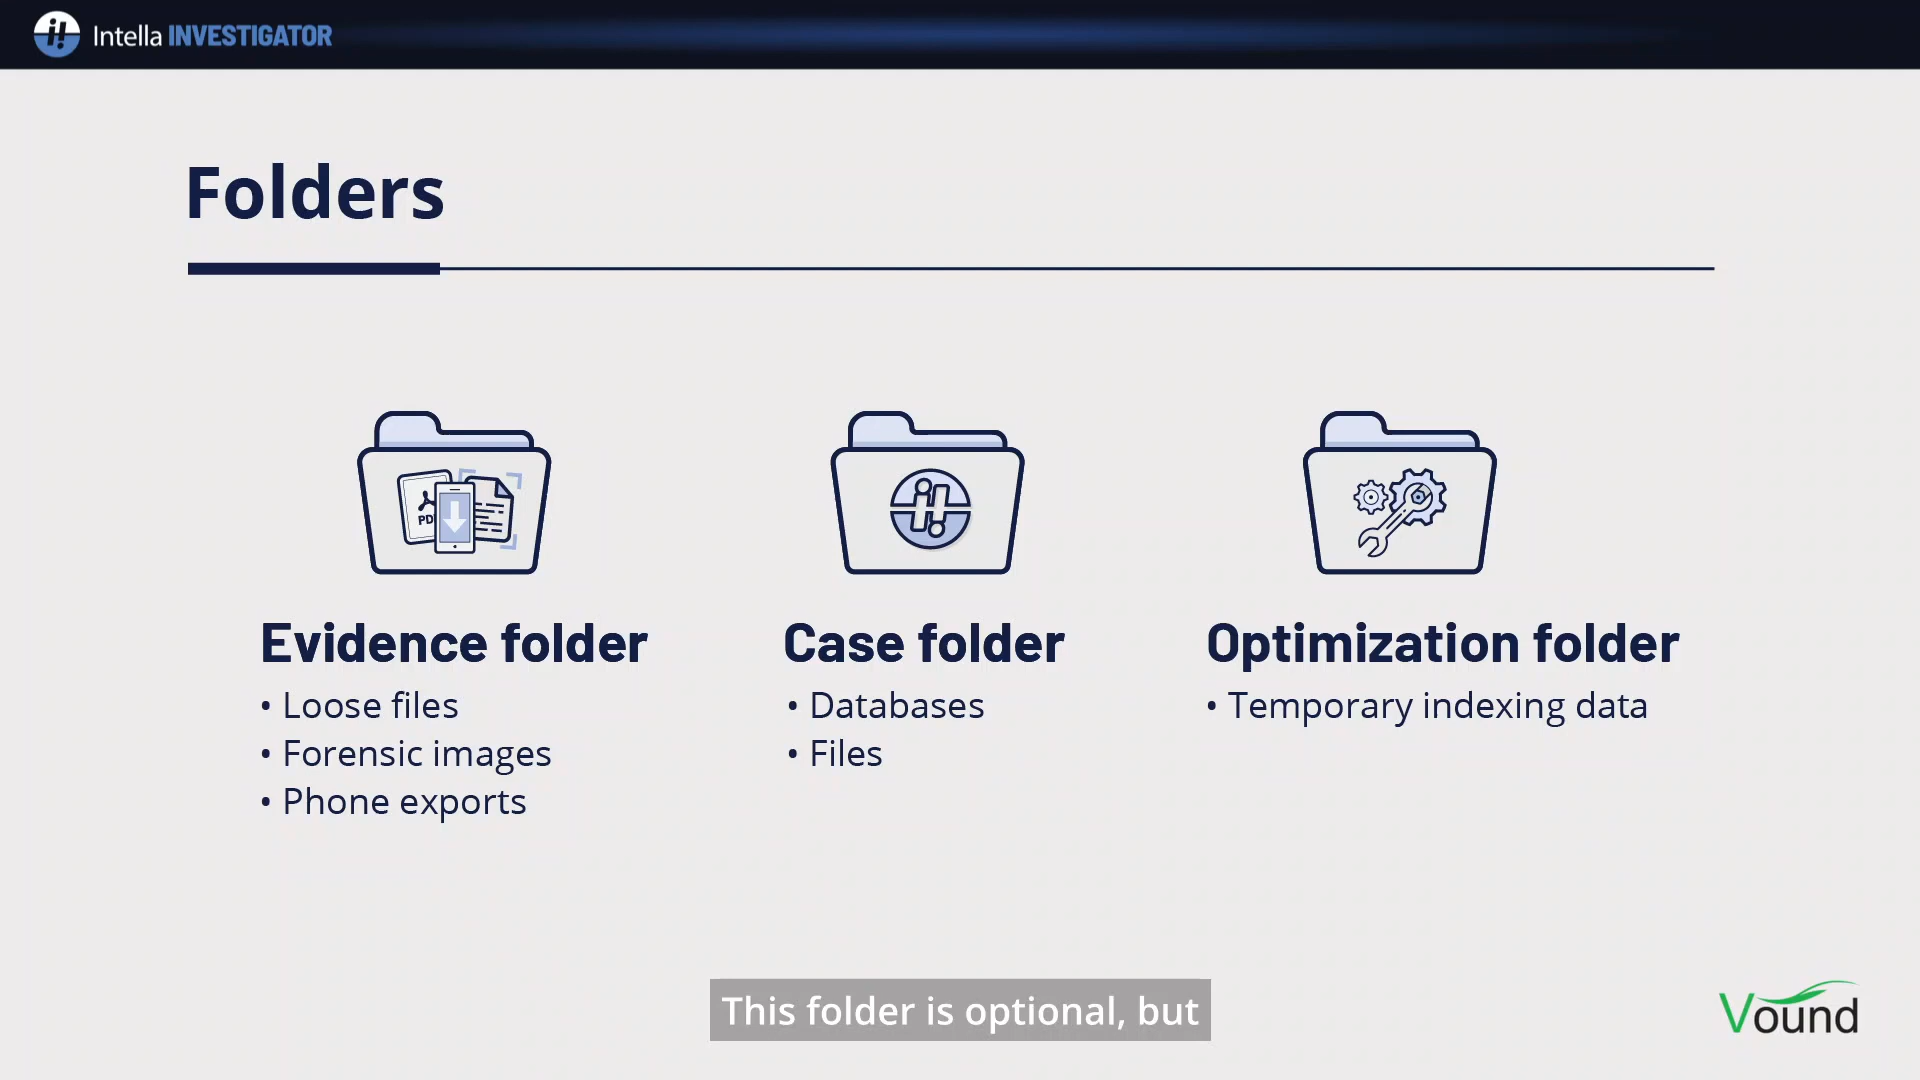 Intella INVESTIGATOR
Folders
PD
Evidence folder
• Loose files
• Forensic images
• Phone exports
Case folder
• Databases
• Files
Optimization folder
• Temporary indexing data
This folder is optional, but
Vound